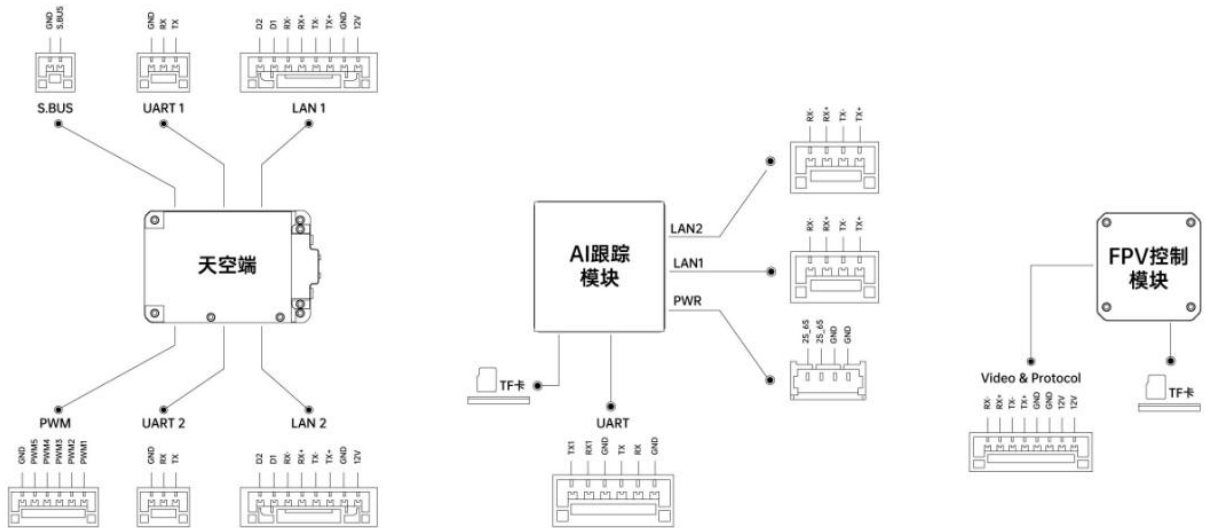 GND
S.BUS
S.BUS
GND
RX
TX
UART 1
D2
D1
RX-
RX+
TX-
TX+
GND
12V
LAN 1
天空端
PWM
GND
PWM5
PWM4
PWM3
PWM2
PWM1
UART 2
GND
RX
TX
LAN 2
D2
D1
RX-
RX+
TX-
TX+
GND
12V
AI跟踪
模块
LAN2
RX-
RX+
TX-
TX+
LAN1
RX-
RX+
TX-
TX+
PWR
2S_6S
2S_6S
GND
GND
TF卡
UART
TX1
RX1
GND
TX
RX
GND
FPV控制
模块
Video & Protocol
RX-
RX+
TX-
TX+
GND
GND
12V
12V
TF卡